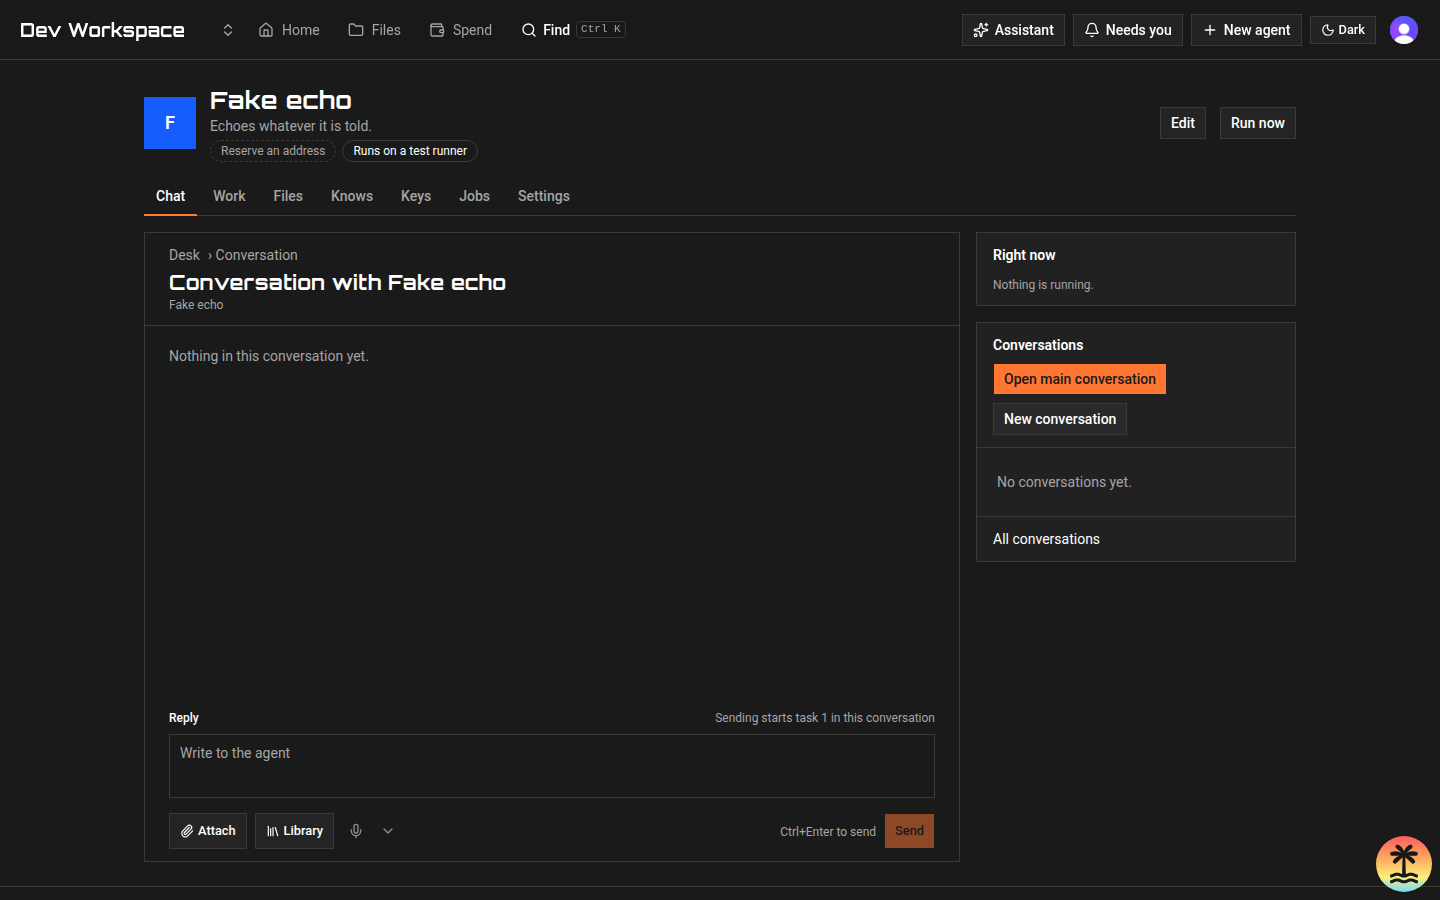 Dev Workspace
Home
Files
Spend
Find Ctrl K
Assistant
Needs you
New agent
Dark
F
Fake echo
Echoes whatever it is told.
Reserve an address
Runs on a test runner
Edit
Run now
Chat
Work
Files
Knows
Keys
Jobs
Settings
Desk › Conversation
Conversation with Fake echo
Fake echo
Nothing in this conversation yet.
Reply
Sending starts task 1 in this conversation
Write to the agent
Attach
Library
Ctrl+Enter to send
Send
Right now
Nothing is running.
Conversations
Open main conversation
New conversation
No conversations yet.
All conversations